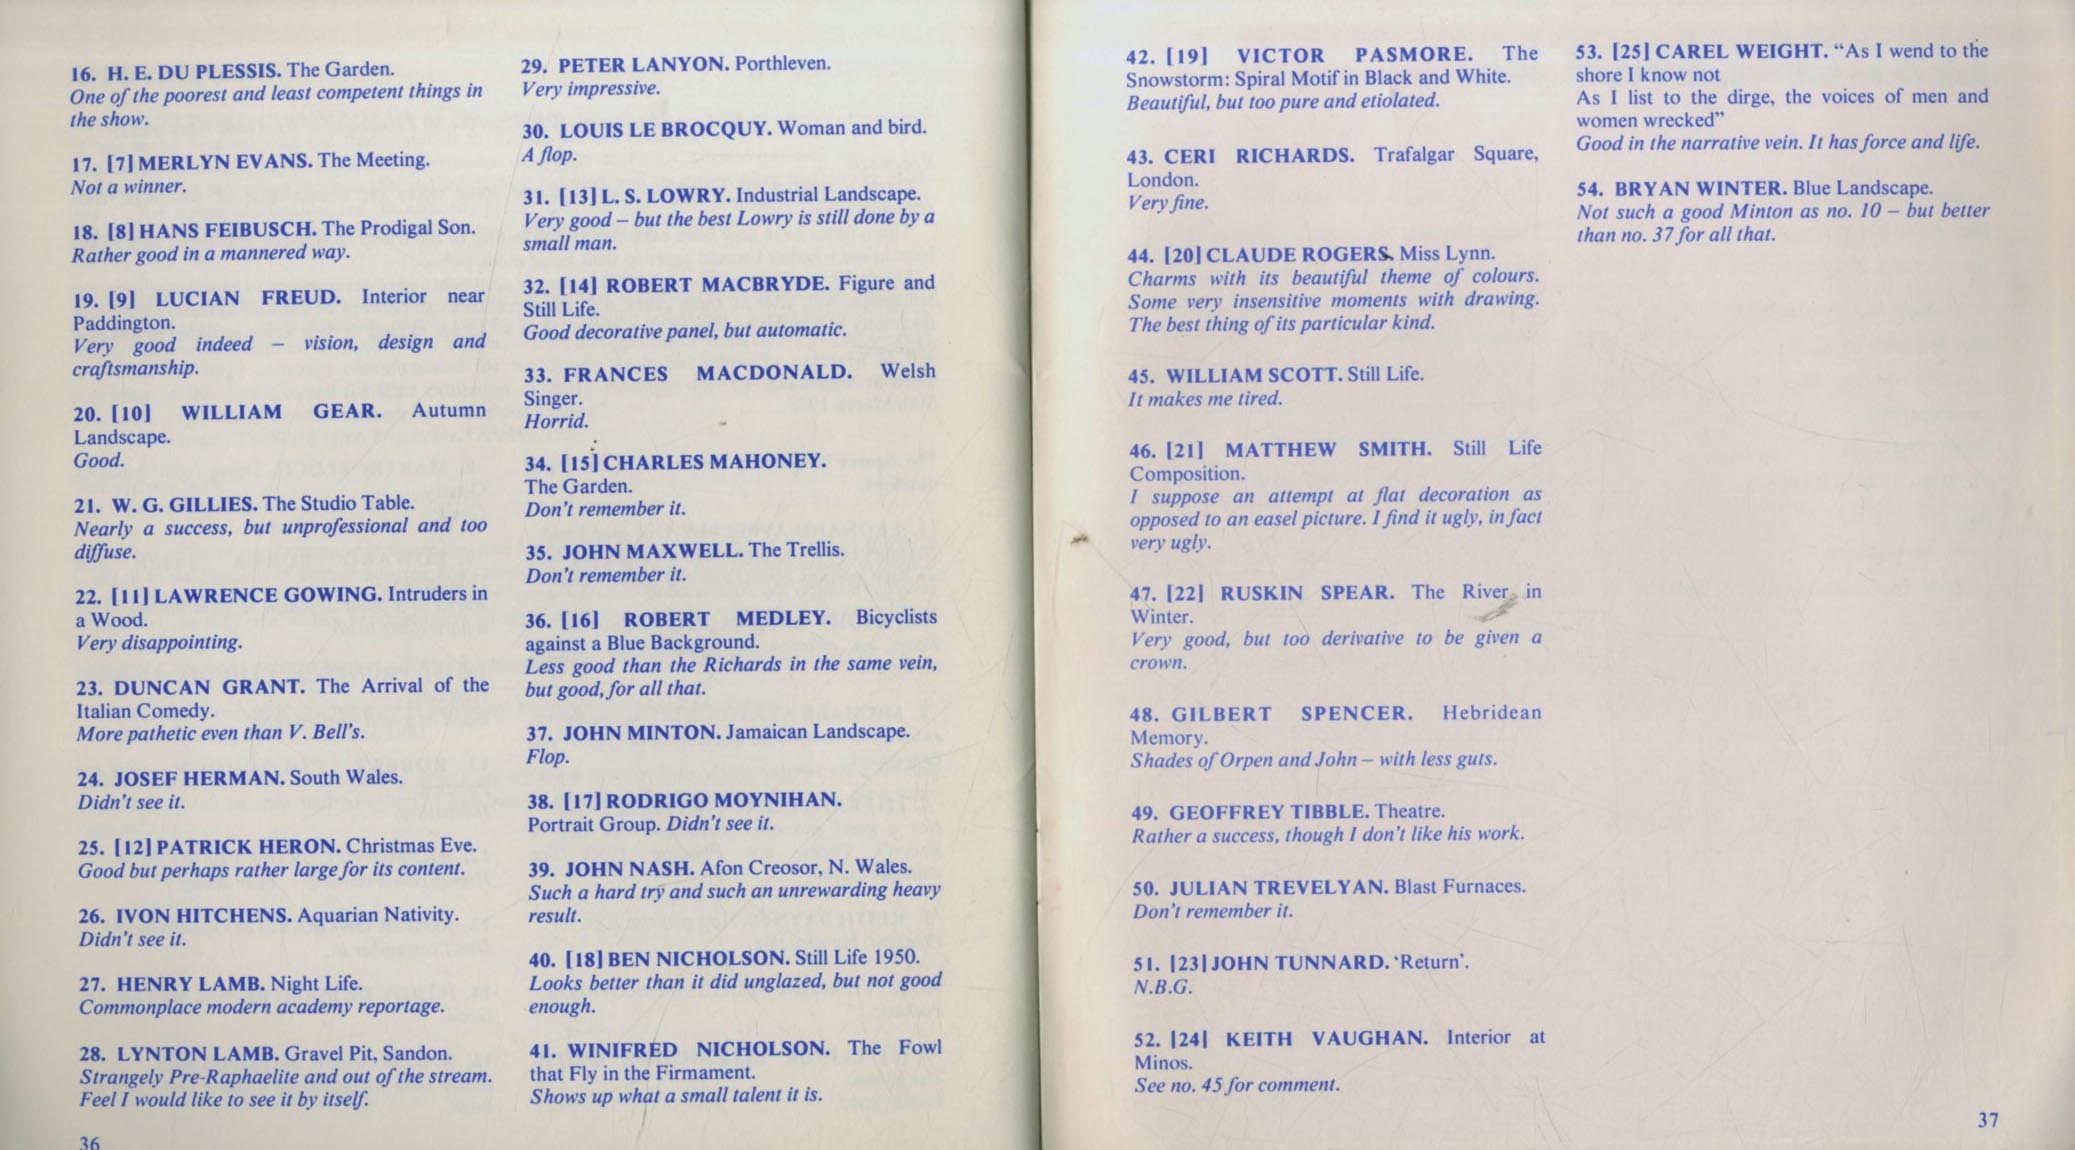 16. H. E. DU PLESSIS. The Garden.
One of the poorest and least competent things in
the show.
17. [7] MERLYN EVANS. The Meeting.
Not a winner.
18. [8] HANS FEIBUSCH. The Prodigal Son.
Rather good in a mannered way.
19. [9] LUCIAN FREUD. Interior near
Paddington.
Very good indeed – vision, design and
craftsmanship.
20. [10] WILLIAM GEAR. Autumn
Landscape.
Good.
21. W. G. GILLIES. The Studio Table.
Nearly a success, but unprofessional and too
diffuse.
22. [11] LAWRENCE GOWING. Intruders in
a Wood.
Very disappointing.
23. DUNCAN GRANT. The Arrival of the
Italian Comedy.
More pathetic even than V. Bell's.
24. JOSEF HERMAN. South Wales.
Didn't see it.
25. [12] PATRICK HERON. Christmas Eve.
Good but perhaps rather large for its content.
26. IVON HITCHENS. Aquarian Nativity.
Didn't see it.
27. HENRY LAMB. Night Life.
Commonplace modern academy reportage.
28. LYNTON LAMB. Gravel Pit, Sandon.
Strangely Pre-Raphaelite and out of the stream.
Feel I would like to see it by itself.
36
29. PETER LANYON. Porthleven.
Very impressive.
30. LOUIS LE BROCQUY. Woman and bird.
A flop.
31. [13] L. S. LOWRY. Industrial Landscape.
Very good – but the best Lowry is still done by a
small man.
32. [14] ROBERT MACBRYDE. Figure and
Still Life.
Good decorative panel, but automatic.
33. FRANCES MACDONALD. Welsh
Singer.
Horrid.
34. [15] CHARLES MAHONEY.
The Garden.
Don't remember it.
35. JOHN MAXWELL. The Trellis.
Don't remember it.
36. [16] ROBERT MEDLEY. Bicyclists
against a Blue Background.
Less good than the Richards in the same vein,
but good, for all that.
37. JOHN MINTON. Jamaican Landscape.
Flop.
38. [17] RODRIGO MOYNIHAN.
Portrait Group. Didn't see it.
39. JOHN NASH. Afon Creosor, N. Wales.
Such a hard try and such an unrewarding heavy
result.
40. [18] BEN NICHOLSON. Still Life 1950.
Looks better than it did unglazed, but not good
enough.
41. WINIFRED NICHOLSON. The Fowl
that Fly in the Firmament.
Shows up what a small talent it is.
42. [19] VICTOR PASMORE. The
Snowstorm: Spiral Motif in Black and White.
Beautiful, but too pure and etiolated.
43. CERI RICHARDS. Trafalgar Square,
London.
Very fine.
44. [20] CLAUDE ROGERS. Miss Lynn.
Charms with its beautiful theme of colours.
Some very insensitive moments with drawing.
The best thing of its particular kind.
45. WILLIAM SCOTT. Still Life.
It makes me tired.
46. [21] MATTHEW SMITH. Still Life
Composition.
I suppose an attempt at flat decoration as
opposed to an easel picture. I find it ugly, in fact
very ugly.
47. [22] RUSKIN SPEAR. The River in
Winter.
Very good, but too derivative to be given a
crown.
48. GILBERT SPENCER. Hebridean
Memory.
Shades of Orpen and John – with less guts.
49. GEOFFREY TIBBLE. Theatre.
Rather a success, though I don't like his work.
50. JULIAN TREVELYAN. Blast Furnaces.
Don't remember it.
51. [23] JOHN TUNNARD. 'Return'.
N.B.G.
52. [24] KEITH VAUGHAN. Interior at
Minos.
See no. 45 for comment.
53. [25] CAREL WEIGHT. "As I wend to the
shore I know not
As I list to the dirge, the voices of men and
women wrecked"
Good in the narrative vein. It has force and life.
54. BRYAN WINTER. Blue Landscape.
Not such a good Minton as no. 10 – but better
than no. 37 for all that.
37